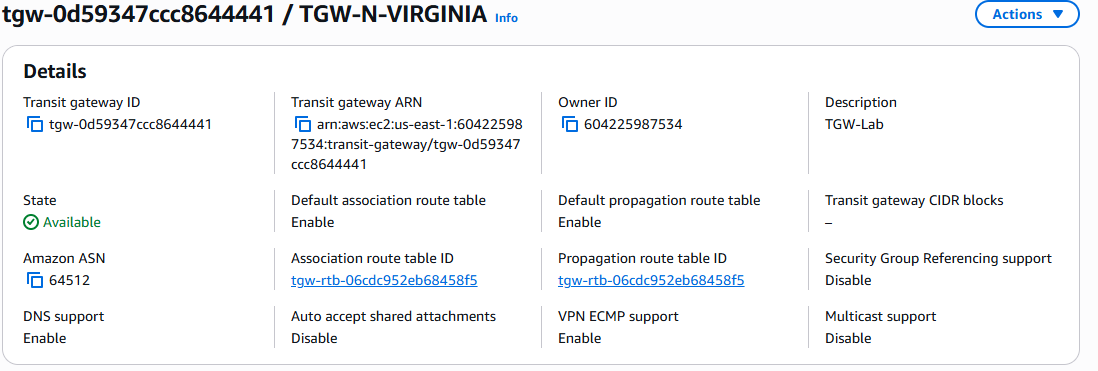 tgw-0d59347ccc8644441 / TGW-N-VIRGINIA Info
Actions
Details
Transit gateway ID
tgw-0d59347ccc8644441
Transit gateway ARN
arn:aws:ec2:us-east-1:60422598
7534:transit-gateway/tgw-0d59347
ccc8644441
Owner ID
604225987534
Description
TGW-Lab
State
Available
Default association route table
Enable
Default propagation route table
Enable
Transit gateway CIDR blocks
–
Amazon ASN
64512
Association route table ID
tgw-rtb-06cdc952eb68458f5
Propagation route table ID
tgw-rtb-06cdc952eb68458f5
Security Group Referencing support
Disable
DNS support
Enable
Auto accept shared attachments
Disable
VPN ECMP support
Enable
Multicast support
Disable